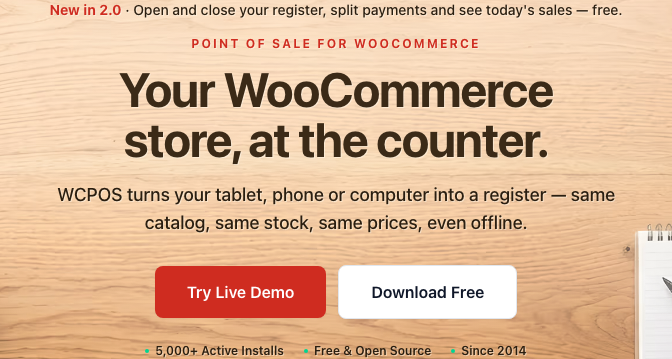 New in 2.0 · Open and close your register, split payments and see today's sales — free.
POINT OF SALE FOR WOOCOMMERCE
Your WooCommerce
store, at the counter.
WCPOS turns your tablet, phone or computer into a register — same
catalog, same stock, same prices, even offline.
Try Live Demo
Download Free
• 5,000+ Active Installs • Free & Open Source • Since 2014